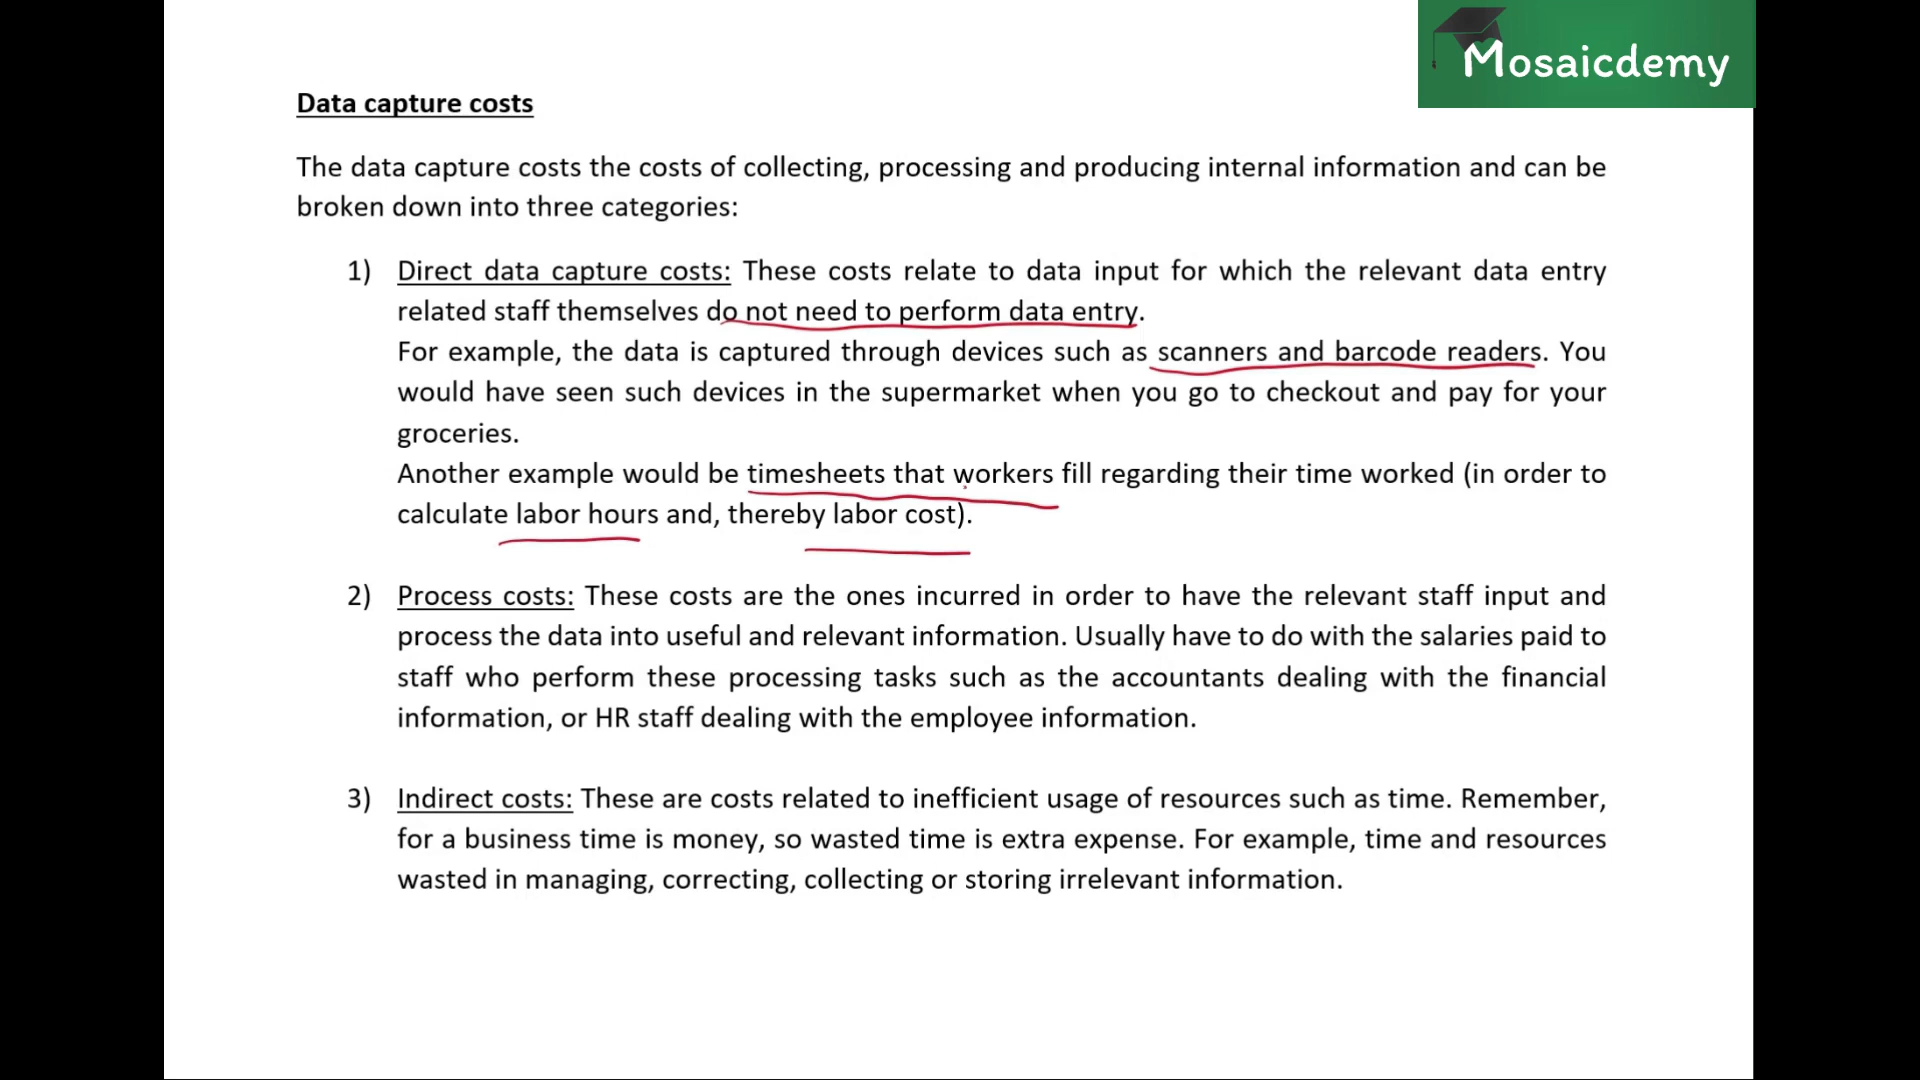 Mosaicdemy
Data capture costs
The data capture costs the costs of collecting, processing and producing internal information and can be
broken down into three categories:
1) Direct data capture costs: These costs relate to data input for which the relevant data entry
related staff themselves do not need to perform data entry.
For example, the data is captured through devices such as scanners and barcode readers. You
would have seen such devices in the supermarket when you go to checkout and pay for your
groceries.
Another example would be timesheets that workers fill regarding their time worked (in order to
calculate labor hours and, thereby labor cost).
2) Process costs: These costs are the ones incurred in order to have the relevant staff input and
process the data into useful and relevant information. Usually have to do with the salaries paid to
staff who perform these processing tasks such as the accountants dealing with the financial
information, or HR staff dealing with the employee information.
3) Indirect costs: These are costs related to inefficient usage of resources such as time. Remember,
for a business time is money, so wasted time is extra expense. For example, time and resources
wasted in managing, correcting, collecting or storing irrelevant information.